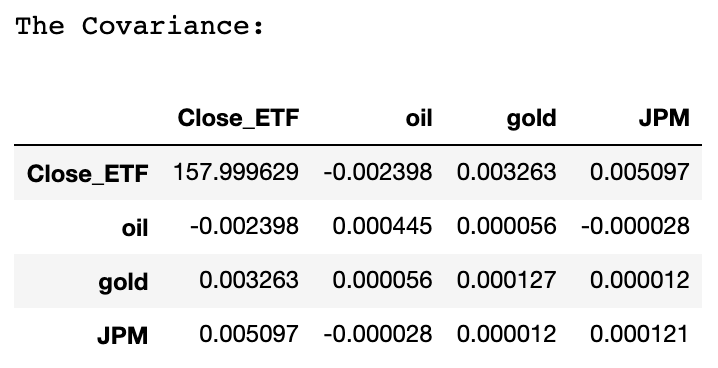 The Covariance:
Close_ETF oil gold JPM
Close_ETF 157.999629 -0.002398 0.003263 0.005097
oil -0.002398 0.000445 0.000056 -0.000028
gold 0.003263 0.000056 0.000127 0.000012
JPM 0.005097 -0.000028 0.000012 0.000121